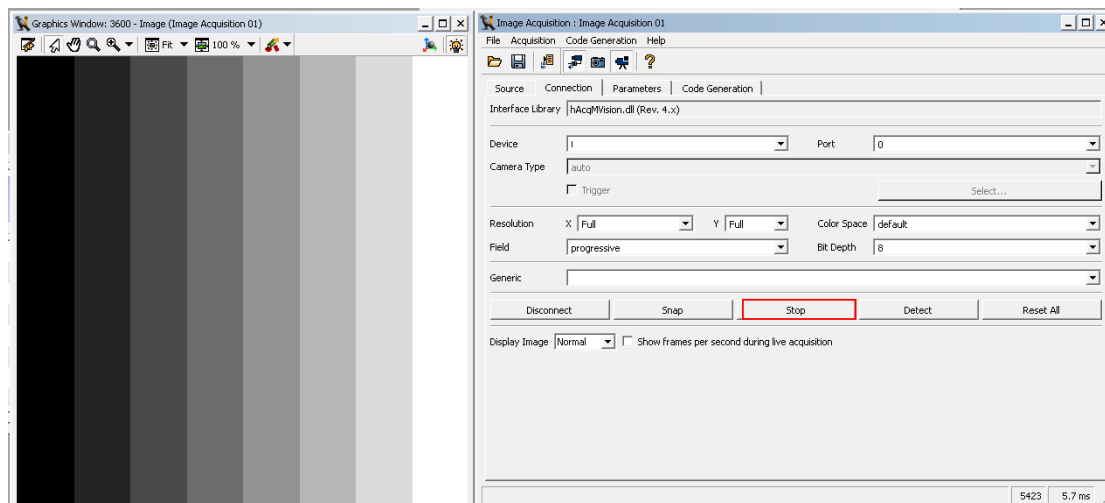 Graphics Window: 3600 - Image (Image Acquisition 01)
Fit 100 %
Image Acquisition : Image Acquisition 01
File Acquisition Code Generation Help
Source Connection Parameters Code Generation
Interface Library hAcqMVision.dll (Rev. 4.x)
Device Port 0
Camera Type auto
Trigger Select...
Resolution X Full Y Full Color Space default
Field progressive Bit Depth 8
Generic
Disconnect Snap Stop Detect Reset All
Display Image Normal Show frames per second during live acquisition
5423 5.7 ms